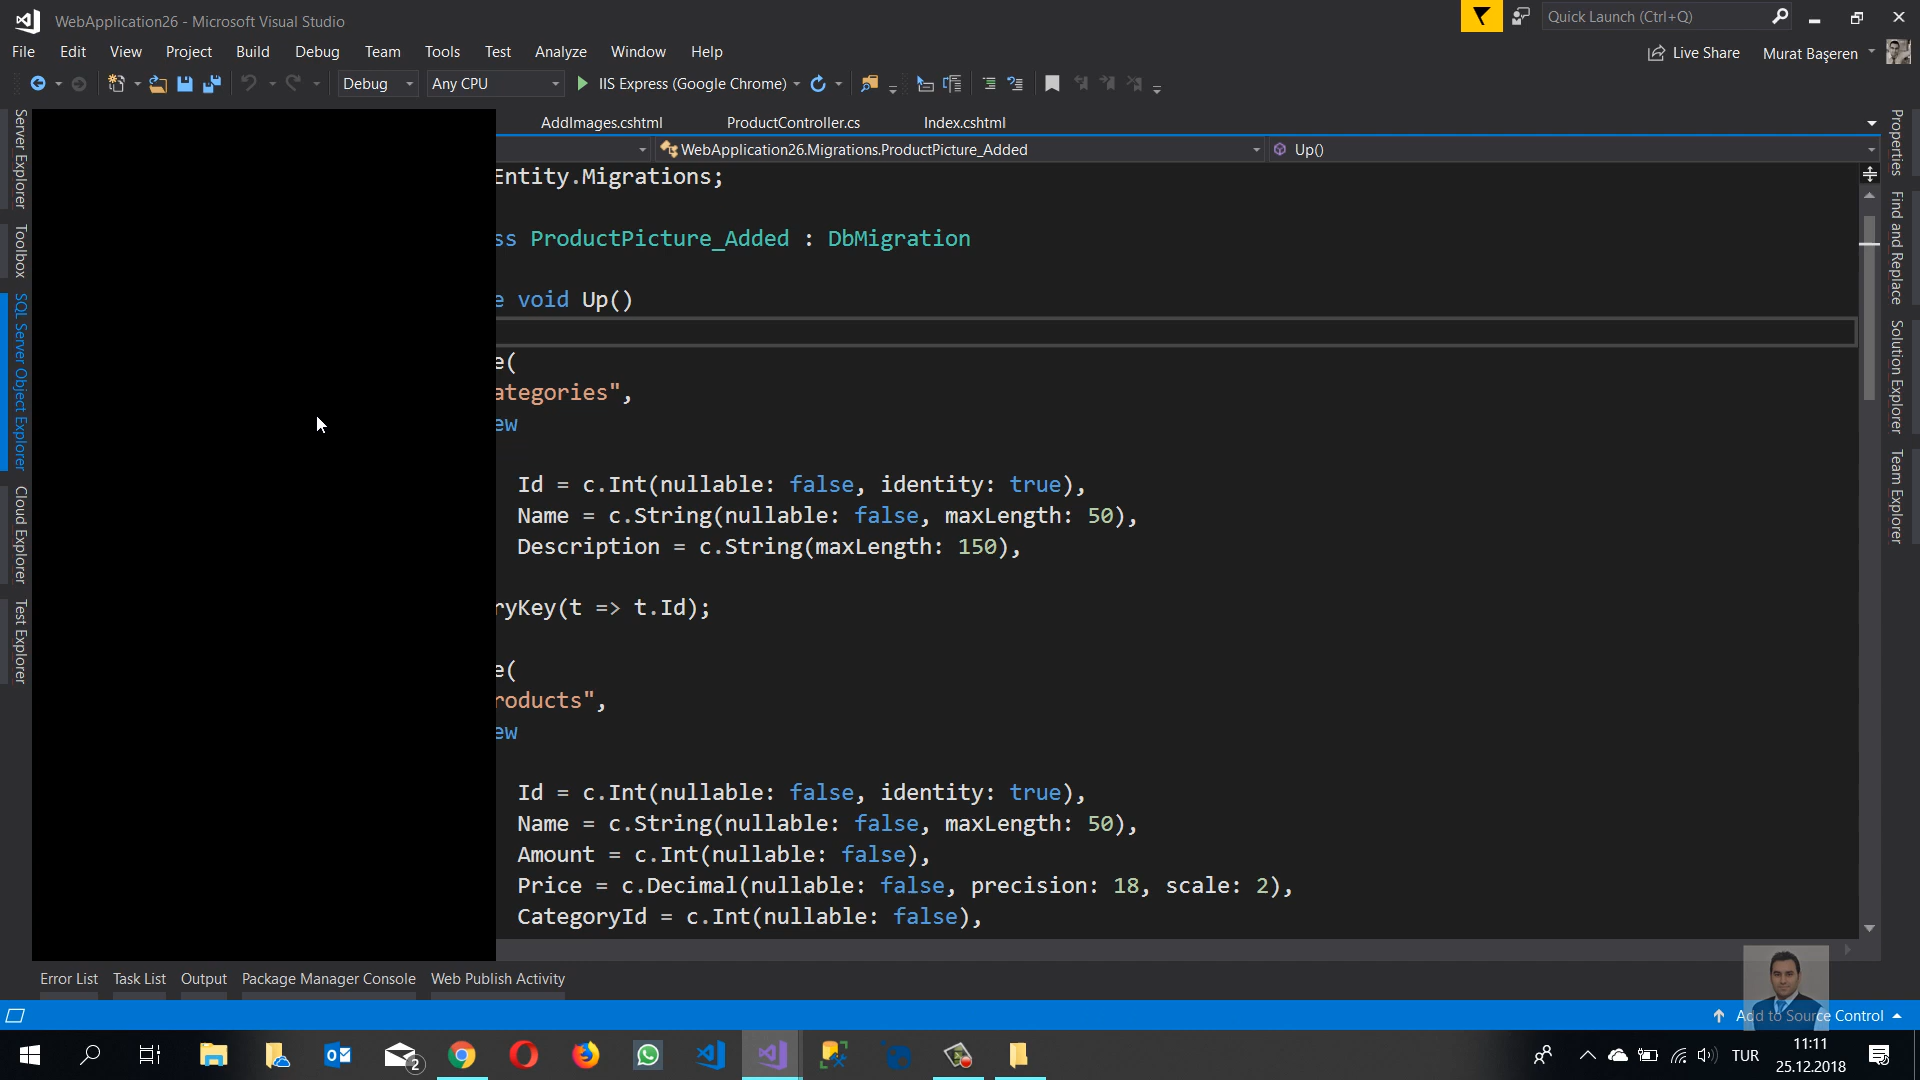 WebApplication26 - Microsoft Visual Studio
Quick Launch (Ctrl+Q)
File Edit View Project Build Debug Team Tools Test Analyze Window Help
Live Share
Murat Başeren
Debug
Any CPU
IIS Express (Google Chrome)
Server Explorer
Toolbox
SQL Server Object Explorer
Cloud Explorer
Test Explorer
AddImages.cshtml
ProductController.cs
Index.cshtml
WebApplication26.Migrations.ProductPicture_Added
Up()
Entity.Migrations;
ss ProductPicture_Added : DbMigration
e void Up()
e(
ategories",
ew
Id = c.Int(nullable: false, identity: true),
Name = c.String(nullable: false, maxLength: 50),
Description = c.String(maxLength: 150),
ryKey(t => t.Id);
e(
roducts",
ew
Id = c.Int(nullable: false, identity: true),
Name = c.String(nullable: false, maxLength: 50),
Amount = c.Int(nullable: false),
Price = c.Decimal(nullable: false, precision: 18, scale: 2),
CategoryId = c.Int(nullable: false),
Properties
Find and Replace
Solution Explorer
Team Explorer
Error List Task List Output Package Manager Console Web Publish Activity
Add to Source Control
2
TUR
11:11
25.12.2018